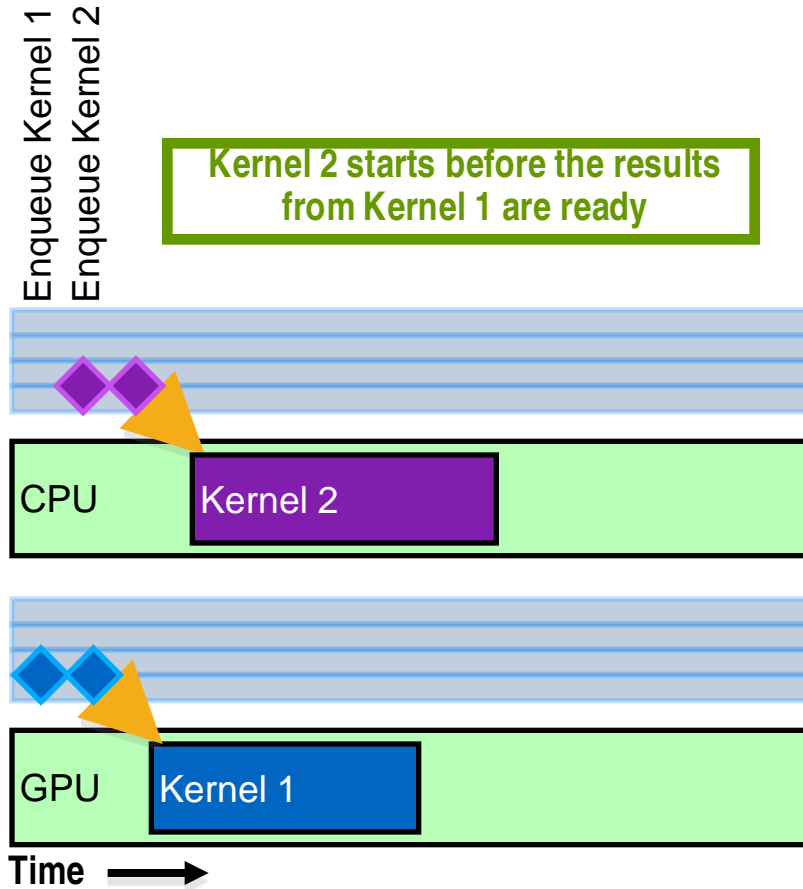 Enqueue Kernel 1
Enqueue Kernel 2
Kernel 2 starts before the results
from Kernel 1 are ready
CPU
Kernel 2
GPU
Kernel 1
Time